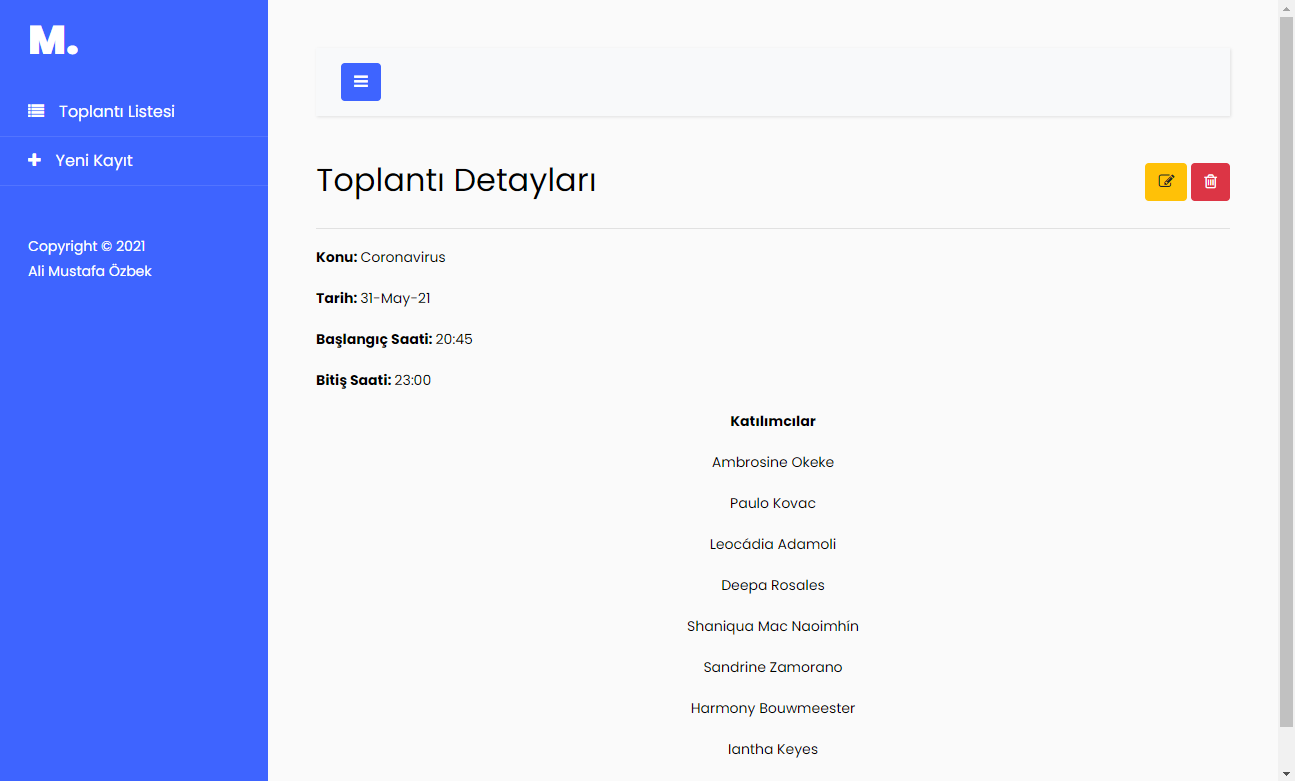 M.
Toplantı Listesi
Yeni Kayıt
Copyright © 2021
Ali Mustafa Özbek
Toplantı Detayları
Konu: Coronavirus
Tarih: 31-May-21
Başlangıç Saati: 20:45
Bitiş Saati: 23:00
Katılımcılar
Ambrosine Okeke
Paulo Kovac
Leocádia Adamoli
Deepa Rosales
Shaniqua Mac Naoimhín
Sandrine Zamorano
Harmony Bouwmeester
Iantha Keyes